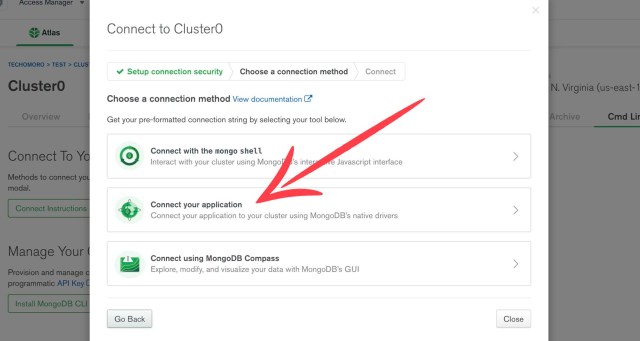 Access Manager
Atlas
TECHOMORO > TEST > CLUSTER
Cluster0
Overview
Connect To Yo
Methods to connect you
modal.
Connect Instructions
Manage Your C
Provision and manage c
programmatic API Key
Install MongoDB CLI
Connect to Cluster0
×
Setup connection security
Choose a connection method
Connect
Choose a connection method View documentation
Get your pre-formatted connection string by selecting your tool below.
Connect with the mongo shell
Interact with your cluster using MongoDB's Javascript interface
Connect your application
Connect your application to your cluster using MongoDB's native drivers
Connect using MongoDB Compass
Explore, modify, and visualize your data with MongoDB's GUI
Go Back
Close
N. Virginia (us-east-1
Archive
Cmd Lin